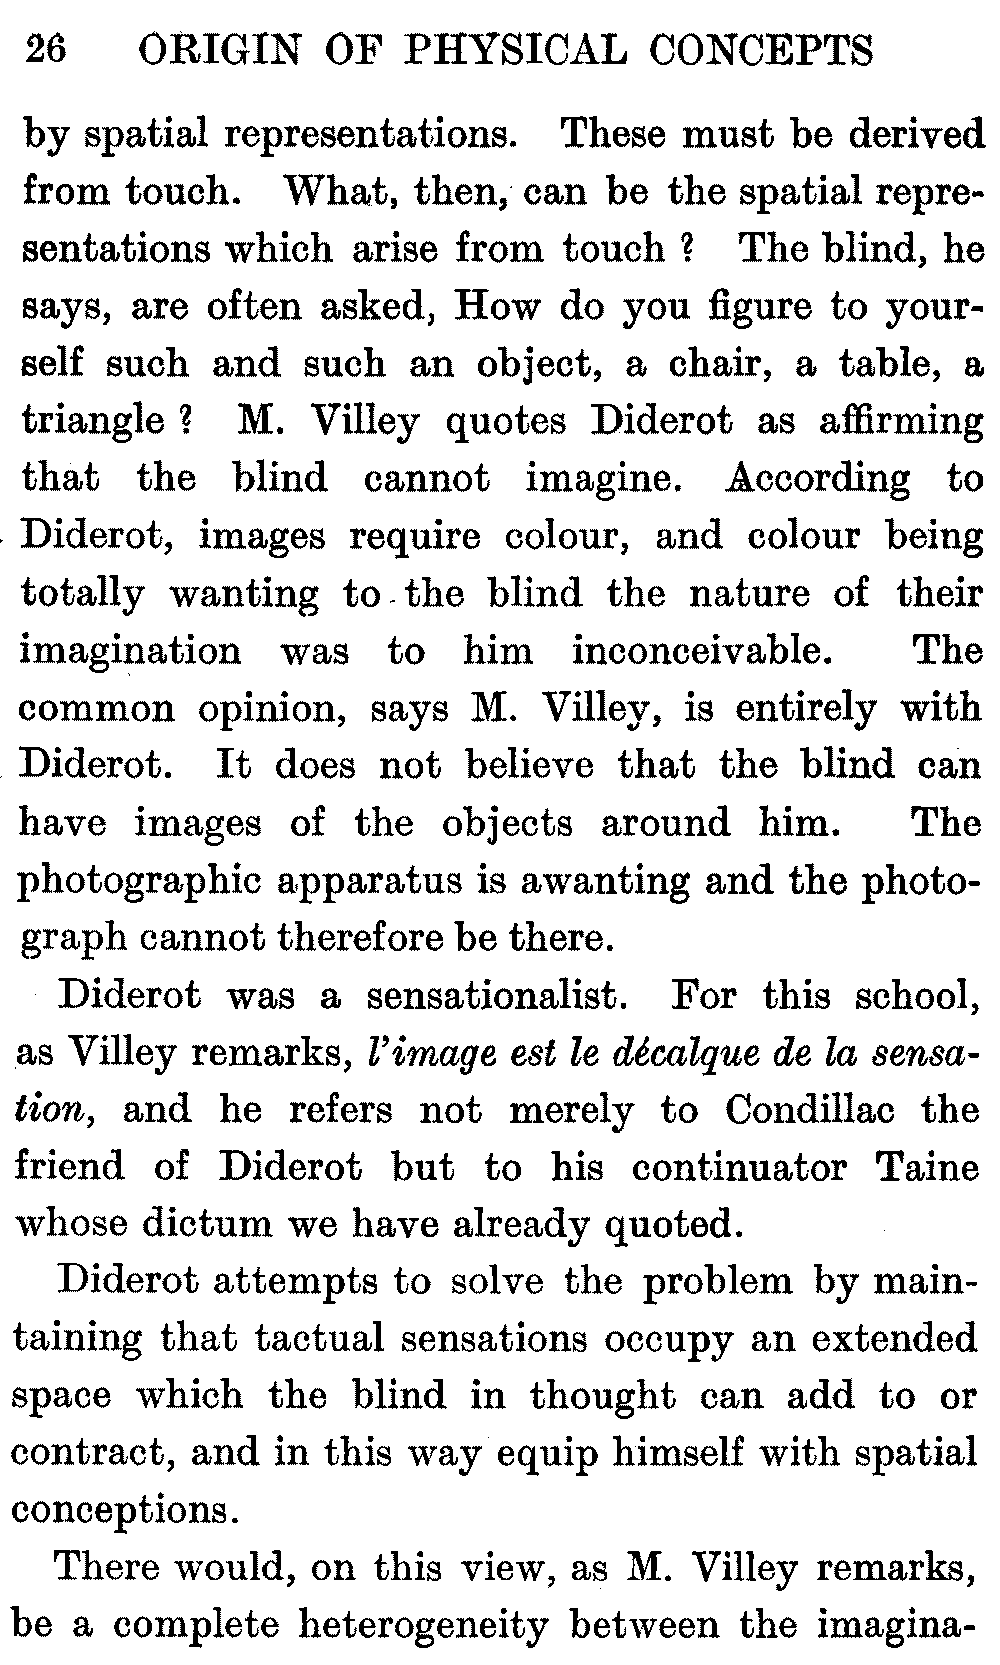 26 ORIGIN OF PHYSICAL CONCEPTS
by spatial representations. These must be derived
from touch. What, then, can be the spatial repre-
sentations which arise from touch ? The blind, he
says, are often asked, How do you figure to your-
self such and such an object, a chair, a table, a
triangle ? M. Villey quotes Diderot as affirming
that the blind cannot imagine. According to
Diderot, images require colour, and colour being
totally wanting to the blind the nature of their
imagination was to him inconceivable. The
common opinion, says M. Villey, is entirely with
Diderot. It does not believe that the blind can
have images of the objects around him. The
photographic apparatus is awanting and the photo-
graph cannot therefore be there.
Diderot was a sensationalist. For this school,
as Villey remarks, l'image est le décalque de la sensa-
tion, and he refers not merely to Condillac the
friend of Diderot but to his continuator Taine
whose dictum we have already quoted.
Diderot attempts to solve the problem by main-
taining that tactual sensations occupy an extended
space which the blind in thought can add to or
contract, and in this way equip himself with spatial
conceptions.
There would, on this view, as M. Villey remarks,
be a complete heterogeneity between the imagina-